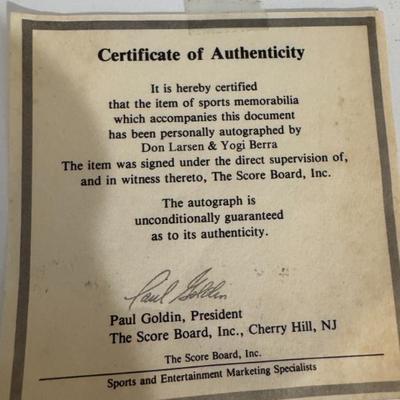 Certificate of Authenticity
It is hereby certified
that the item of sports memorabilia
which accompanies this document
has been personally autographed by
Don Larsen & Yogi Berra
The item was signed under the direct supervision of,
and in witness thereto, The Score Board, Inc.
The autograph is
unconditionally guaranteed
as to its authenticity.
Paul Goldin
Paul Goldin, President
The Score Board, Inc., Cherry Hill, NJ
The Score Board, Inc.
Sports and Entertainment Marketing Specialists